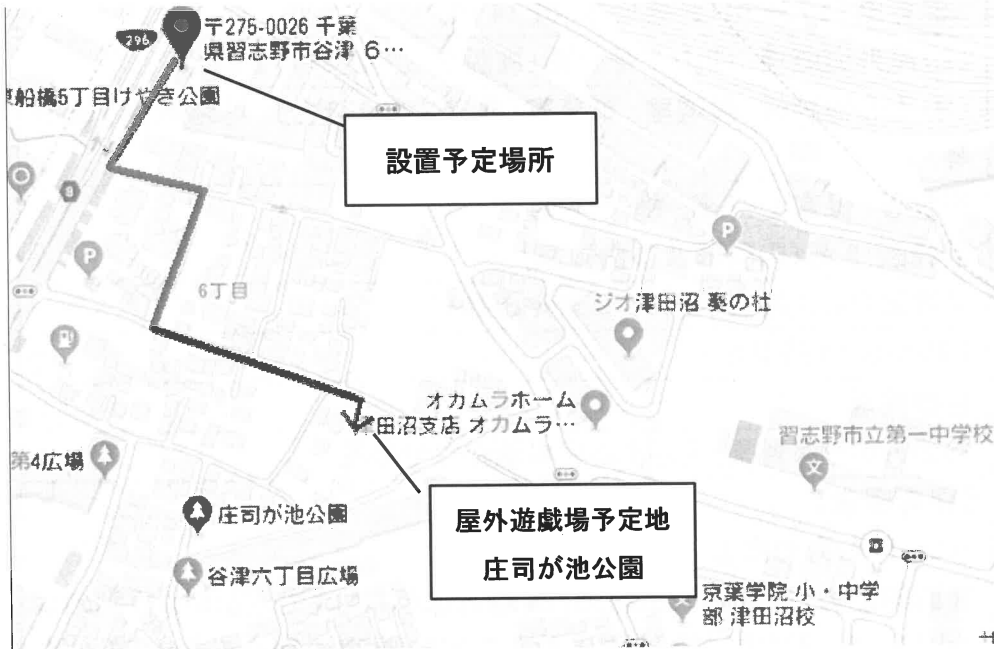 〒275-0026 千葉
県習志野市谷津 6…
296
船橋5丁目けやき公園
設置予定場所
P
P
6丁目
ジオ津田沼 奏の杜
オカムラホーム
津田沼支店 オカムラ…
習志野市立第一中学校
文
第4広場
庄司が池公園
屋外遊戯場予定地
庄司が池公園
谷津六丁目広場
京葉学院 小・中学
部 津田沼校